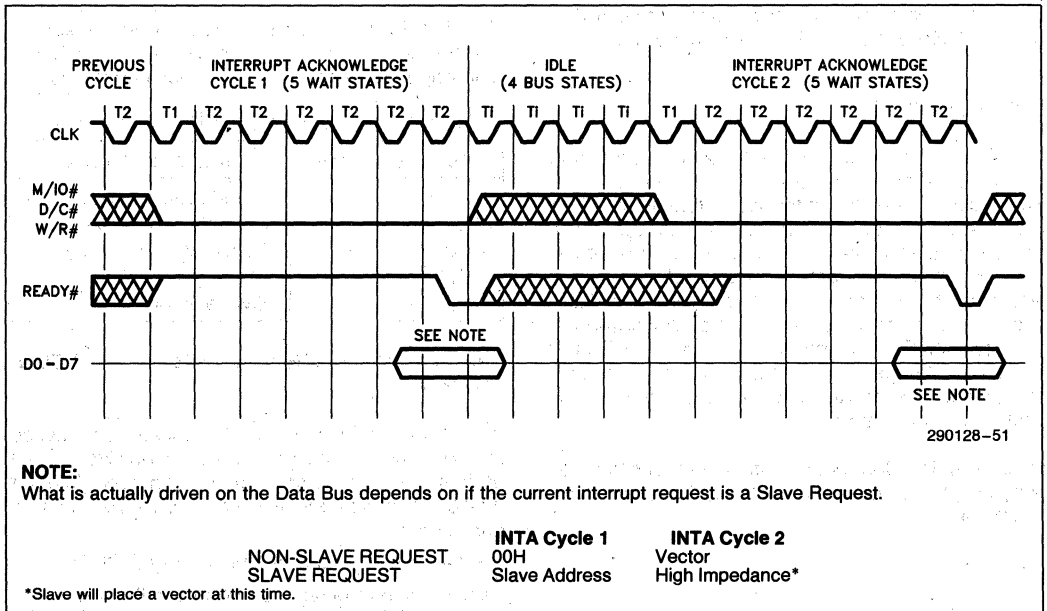 PREVIOUS CYCLE
INTERRUPT ACKNOWLEDGE CYCLE 1 (5 WAIT STATES)
IDLE (4 BUS STATES)
INTERRUPT ACKNOWLEDGE CYCLE 2 (5 WAIT STATES)
T2 T1 T2 T2 T2 T2 T2 T2 Ti Ti Ti Ti T1 T2 T2 T2 T2 T2 T2
CLK
M/IO#
D/C#
W/R#
READY#
SEE NOTE
D0–D7
SEE NOTE
290128–51
NOTE:
What is actually driven on the Data Bus depends on if the current interrupt request is a Slave Request.
INTA Cycle 1 INTA Cycle 2
NON-SLAVE REQUEST 00H Vector
SLAVE REQUEST Slave Address High Impedance*
*Slave will place a vector at this time.